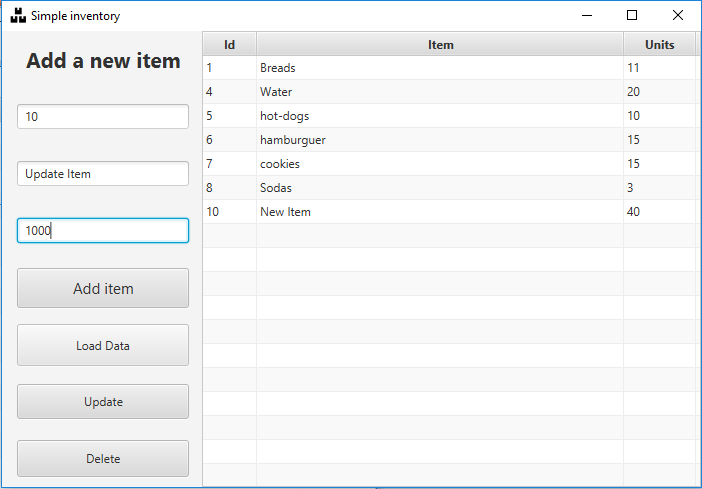 Simple inventory
Add a new item
10
Update Item
1000
Add item
Load Data
Update
Delete
Id Item Units
1 Breads 11
4 Water 20
5 hot-dogs 10
6 hamburguer 15
7 cookies 15
8 Sodas 3
10 New Item 40